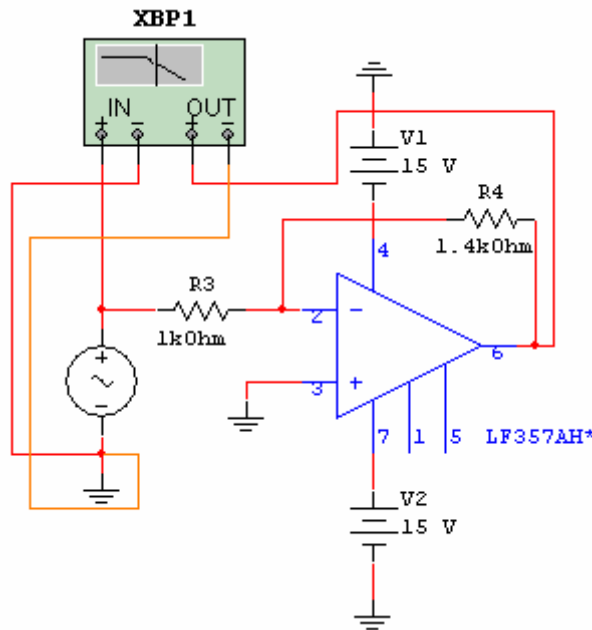 XBP1
IN OUT
+ - + -
V1
15 V
R4
1.4kOhm
4
R3
1kOhm
2
-
6
3
+
+
-
7
1
5
LF357AH*
V2
15 V